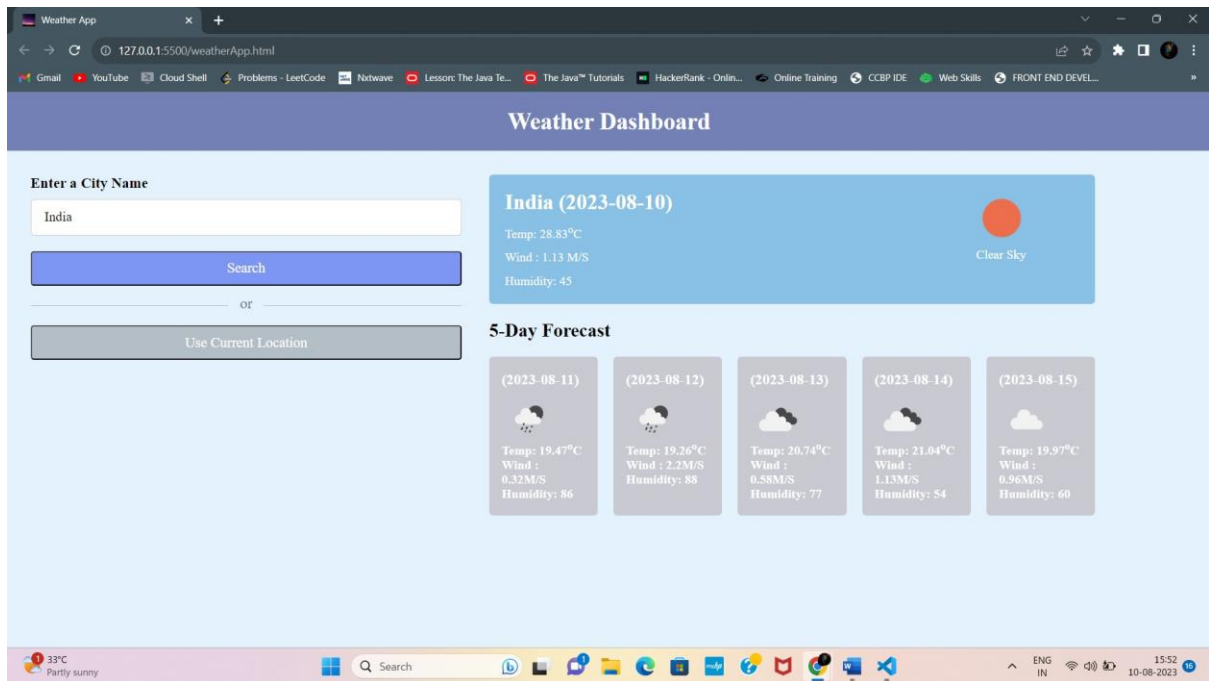 Weather App
127.0.0.1:5500/weatherApp.html
Gmail YouTube Cloud Shell Problems - LeetCode Nxtwave Lesson: The Java Te... The Java™ Tutorials HackerRank - Onlin... Online Training CCBP IDE Web Skills FRONT END DEVEL...
Weather Dashboard
Enter a City Name
India
Search
or
Use Current Location
India (2023-08-10)
Temp: 28.83°C
Wind : 1.13 M/S
Humidity: 45
Clear Sky
5-Day Forecast
(2023-08-11)
Temp: 19.47°C
Wind :
0.32M/S
Humidity: 86
(2023-08-12)
Temp: 19.26°C
Wind : 2.2M/S
Humidity: 88
(2023-08-13)
Temp: 20.74°C
Wind :
0.58M/S
Humidity: 77
(2023-08-14)
Temp: 21.04°C
Wind :
1.13M/S
Humidity: 54
(2023-08-15)
Temp: 19.97°C
Wind :
0.96M/S
Humidity: 60
1
33°C
Partly sunny
Search
ENG
IN
15:52
10-08-2023
16